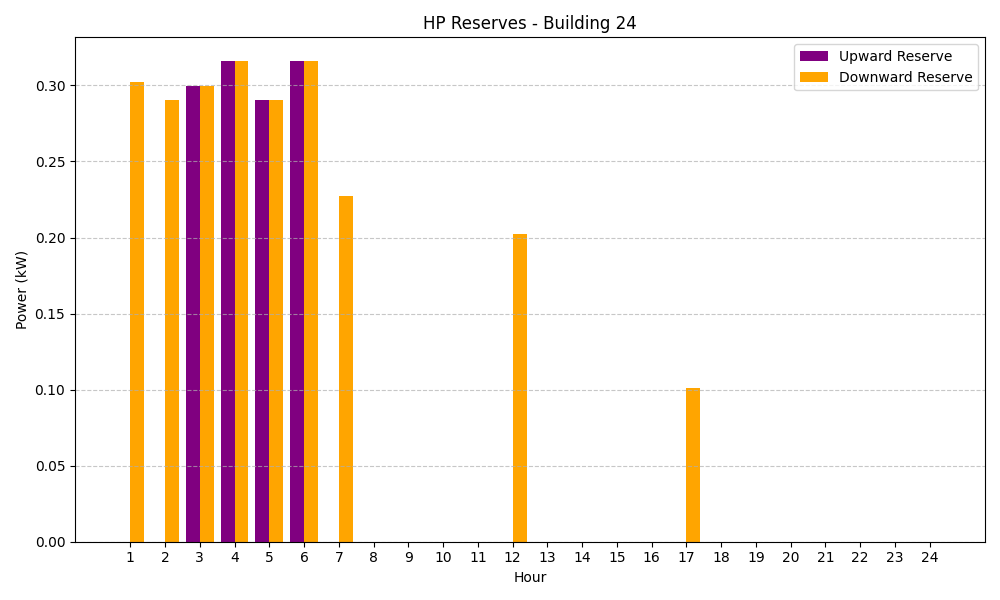 HP Reserves - Building 24
Upward Reserve
Downward Reserve
Power (kW)
0.30
0.25
0.20
0.15
0.10
0.05
0.00
1 2 3 4 5 6 7 8 9 10 11 12 13 14 15 16 17 18 19 20 21 22 23 24
Hour